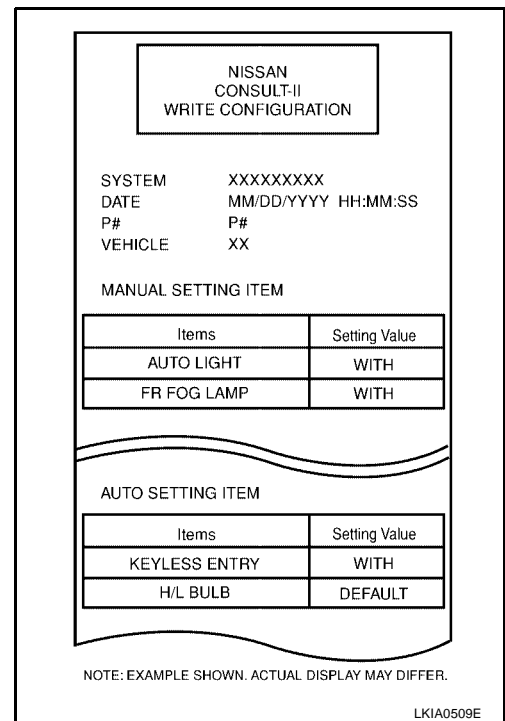 NISSAN
CONSULT-II
WRITE CONFIGURATION
SYSTEM XXXXXXXXX
DATE MM/DD/YYYY HH:MM:SS
P# P#
VEHICLE XX
MANUAL SETTING ITEM
Items Setting Value
AUTO LIGHT WITH
FR FOG LAMP WITH
AUTO SETTING ITEM
Items Setting Value
KEYLESS ENTRY WITH
H/L BULB DEFAULT
NOTE: EXAMPLE SHOWN. ACTUAL DISPLAY MAY DIFFER.
LKIA0509E